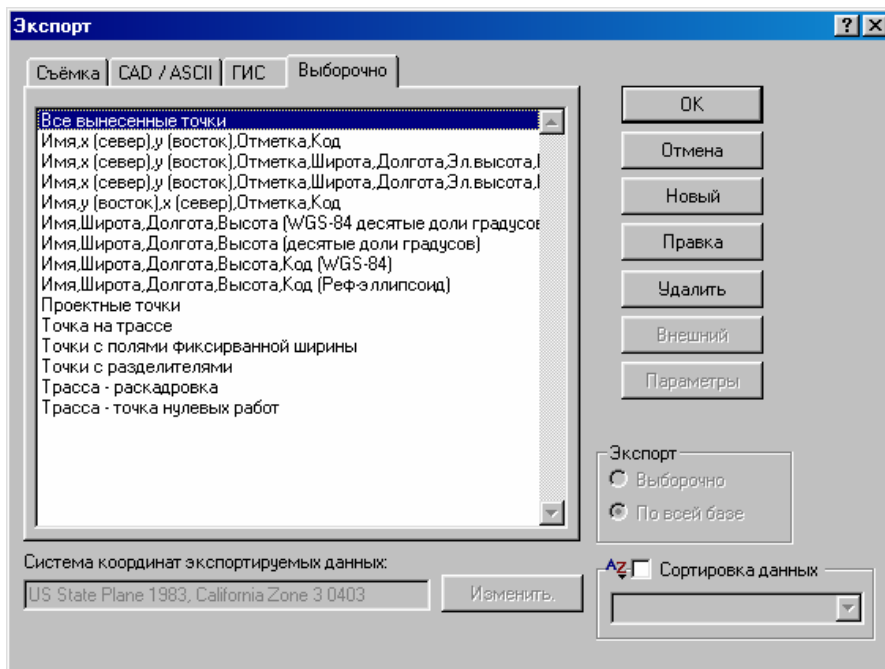 Экспорт
Съёмка CAD / ASCII ГИС Выборочно
Все вынесенные точки
Имя,x (север),y (восток),Отметка,Код
Имя,x (север),y (восток),Отметка,Широта,Долгота,Эл.высота,
Имя,x (север),y (восток),Отметка,Широта,Долгота,Эл.высота,
Имя,y (восток),x (север),Отметка,Код
Имя,Широта,Долгота,Высота (WGS-84 десятые доли градусов
Имя,Широта,Долгота,Высота (десятые доли градусов)
Имя,Широта,Долгота,Высота,Код (WGS-84)
Имя,Широта,Долгота,Высота,Код (Реф-эллипсоид)
Проектные точки
Точка на трассе
Точки с полями фиксирванной ширины
Точки с разделителями
Трасса - раскадровка
Трасса - точка нулевых работ
OK
Отмена
Новый
Правка
Удалить
Внешний
Параметры
Экспорт
Выборочно
По всей базе
Система координат экспортируемых данных:
US State Plane 1983, California Zone 3 0403
Изменить.
AZ Сортировка данных